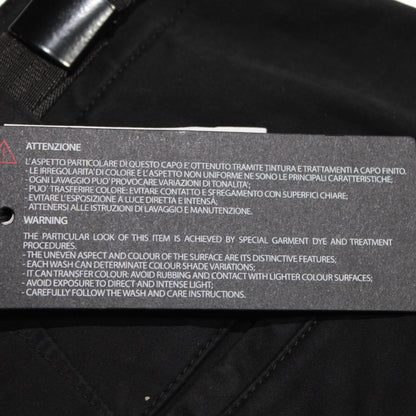 ATTENZIONE
L'ASPETTO PARTICOLARE DI QUESTO CAPO E' OTTENUTO TRAMITE TINTURA E TRATTAMENTI A CAPO FINITO.
- LE IRREGOLARITA' DI COLORE E L'ASPETTO NON UNIFORME NE SONO LE PRINCIPALI CARATTERISTICHE;
- OGNI LAVAGGIO PUO' PROVOCARE VARIAZIONI DI TONALITA';
- PUO' TRASFERIRE COLORE: EVITARE CONTATTO E SFREGAMENTO CON SUPERFICI CHIARE;
- EVITARE L'ESPOSIZIONE A LUCE DIRETTA E INTENSA;
- ATTENERSI ALLE ISTRUZIONI DI LAVAGGIO E MANUTENZIONE.
WARNING
THE PARTICULAR LOOK OF THIS ITEM IS ACHIEVED BY SPECIAL GARMENT DYE AND TREATMENT
PROCEDURES.
- THE UNEVEN ASPECT AND COLOUR OF THE SURFACE ARE ITS DISTINCTIVE FEATURES;
- EACH WASH CAN DETERMINATE COLOUR SHADE VARIATIONS;
- IT CAN TRANSFER COLOUR: AVOID RUBBING AND CONTACT WITH LIGHTER COLOUR SURFACES;
- AVOID EXPOSURE TO DIRECT AND INTENSE LIGHT;
- CAREFULLY FOLLOW THE WASH AND CARE INSTRUCTIONS.